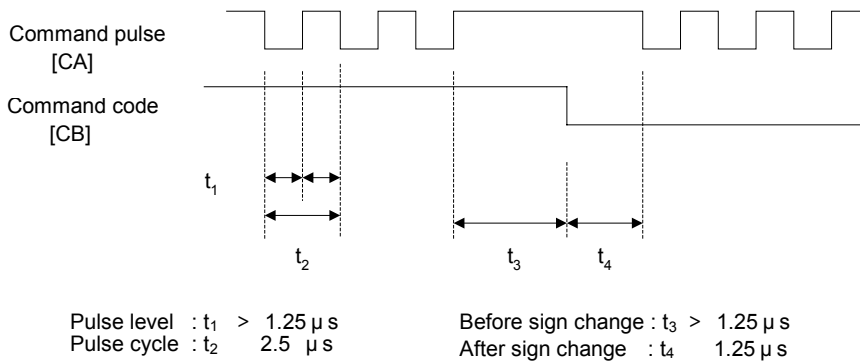 Command pulse
[CA]
Command code
[CB]
t1
t2
t3
t4
Pulse level : t1 > 1.25 μ s
Pulse cycle : t2 2.5 μ s
Before sign change : t3 > 1.25 μ s
After sign change : t4 1.25 μ s